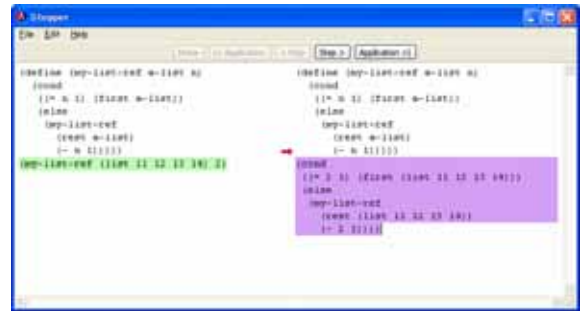 Stepper
File Edit Help
Home |< Application < Step Step > Application >|
(define (my-list-ref a-list n)
(cond
((= n 1) (first a-list))
(else
(my-list-ref
(rest a-list)
(- n 1)))))
(my-list-ref (list 11 12 13 14) 2)
(define (my-list-ref a-list n)
(cond
((= n 1) (first a-list))
(else
(my-list-ref
(rest a-list)
(- n 1)))))
(cond
((= 2 1) (first (list 11 12 13 14)))
(else
(my-list-ref
(rest (list 11 12 13 14))
(- 2 1))))